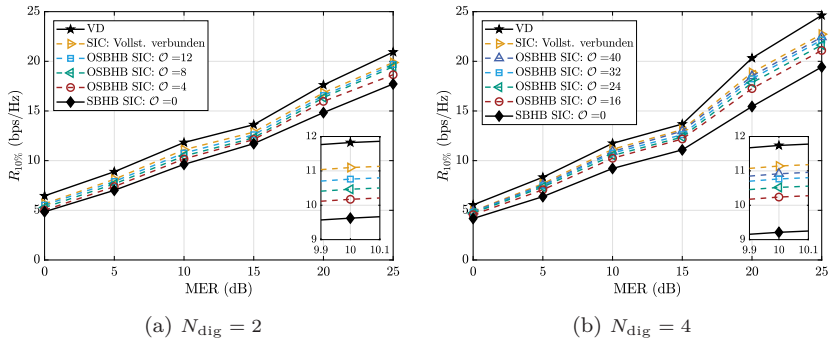 VD
SIC: Vollst. verbunden
OSBHB SIC: 𝒪 =12
OSBHB SIC: 𝒪 =8
OSBHB SIC: 𝒪 =4
SBHB SIC: 𝒪 =0
25
20
15
10
5
0
R10% (bps/Hz)
12
11
10
9
9.9 10 10.1
0 5 10 15 20 25
MER (dB)
(a) Ndig = 2
VD
SIC: Vollst. verbunden
OSBHB SIC: 𝒪 =40
OSBHB SIC: 𝒪 =32
OSBHB SIC: 𝒪 =24
OSBHB SIC: 𝒪 =16
SBHB SIC: 𝒪 =0
25
20
15
10
5
0
R10% (bps/Hz)
12
11
10
9
9.9 10 10.1
0 5 10 15 20 25
MER (dB)
(b) Ndig = 4